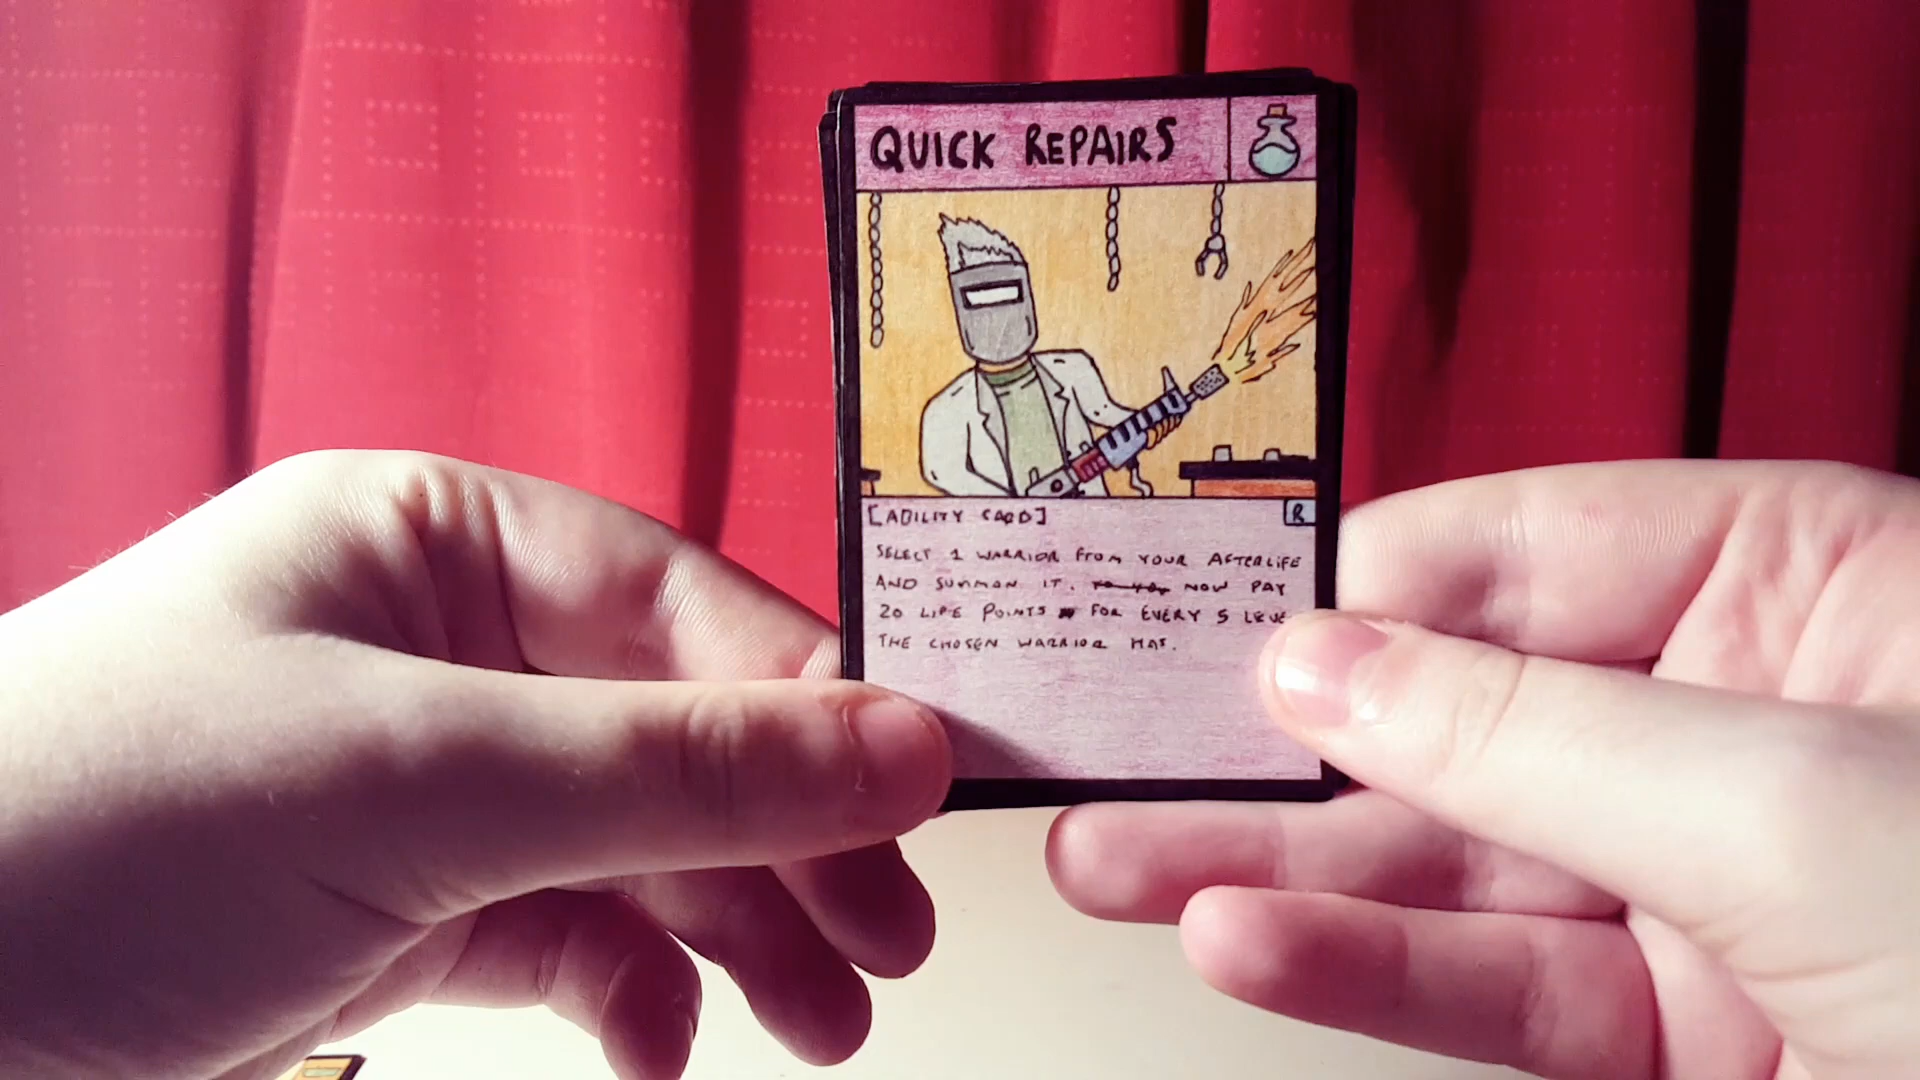 QUICK REPAIRS
[ABILITY CARD]
R
SELECT 1 WARRIOR FROM YOUR AFTERLIFE
AND SUMMON IT. NOW PAY
20 LIFE POINTS FOR EVERY 5 LEVE
THE CHOSEN WARRIOR HAS.